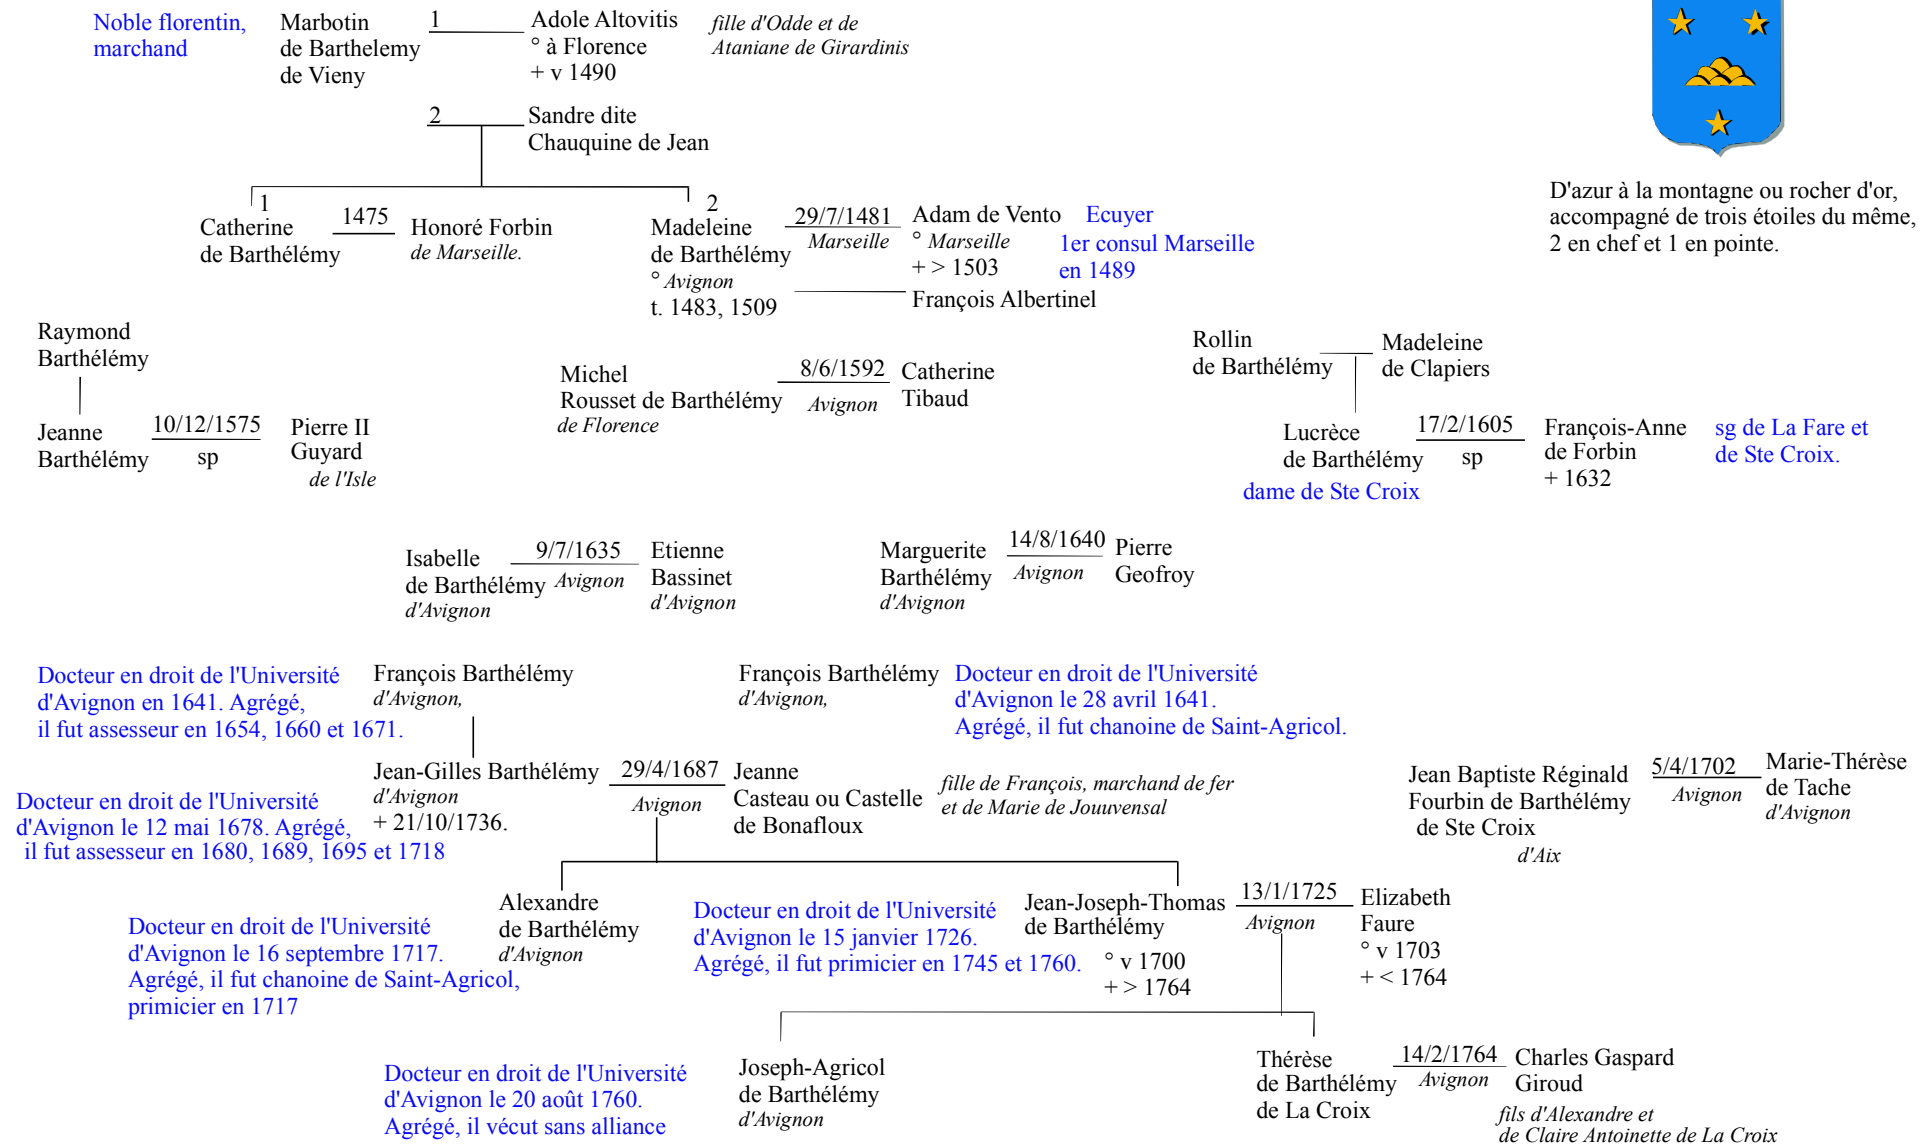 Noble florentin,
marchand
Marbotin
de Barthelemy
de Vieny
1
Adole Altovitis
° à Florence
+ v 1490
fille d'Odde et de
Ataniane de Girardinis
2
Sandre dite
Chauquine de Jean
D'azur à la montagne ou rocher d'or,
accompagné de trois étoiles du même,
2 en chef et 1 en pointe.
1
Catherine
de Barthélémy
1475
Honoré Forbin
de Marseille.
2
Madeleine
de Barthélémy
° Avignon
t. 1483, 1509
29/7/1481
Marseille
Adam de Vento
° Marseille
+ > 1503
Ecuyer
1er consul Marseille
en 1489
François Albertinel
Raymond
Barthélémy
Jeanne
Barthélémy
10/12/1575
sp
Pierre II
Guyard
de l'Isle
Michel
Rousset de Barthélémy
de Florence
8/6/1592
Avignon
Catherine
Tibaud
Rollin
de Barthélémy
Madeleine
de Clapiers
Lucrèce
de Barthélémy
dame de Ste Croix
17/2/1605
sp
François-Anne
de Forbin
+ 1632
sg de La Fare et
de Ste Croix.
Isabelle
de Barthélémy
d'Avignon
9/7/1635
Avignon
Etienne
Bassinet
d'Avignon
Marguerite
Barthélémy
d'Avignon
14/8/1640
Avignon
Pierre
Geofroy
Docteur en droit de l'Université
d'Avignon en 1641. Agrégé,
il fut assesseur en 1654, 1660 et 1671.
François Barthélémy
d'Avignon,
François Barthélémy
d'Avignon,
Docteur en droit de l'Université
d'Avignon le 28 avril 1641.
Agrégé, il fut chanoine de Saint-Agricol.
Docteur en droit de l'Université
d'Avignon le 12 mai 1678. Agrégé,
il fut assesseur en 1680, 1689, 1695 et 1718
Jean-Gilles Barthélémy
d'Avignon
+ 21/10/1736.
29/4/1687
Avignon
Jeanne
Casteau ou Castelle
de Bonafloux
fille de François, marchand de fer
et de Marie de Jouuvensal
Jean Baptiste Réginald
Fourbin de Barthélémy
de Ste Croix
d'Aix
5/4/1702
Avignon
Marie-Thérèse
de Tache
d'Avignon
Docteur en droit de l'Université
d'Avignon le 16 septembre 1717.
Agrégé, il fut chanoine de Saint-Agricol,
primicier en 1717
Alexandre
de Barthélémy
d'Avignon
Docteur en droit de l'Université
d'Avignon le 15 janvier 1726.
Agrégé, il fut primicier en 1745 et 1760.
Jean-Joseph-Thomas
de Barthélémy
° v 1700
+ > 1764
13/1/1725
Avignon
Elizabeth
Faure
° v 1703
+ < 1764
Docteur en droit de l'Université
d'Avignon le 20 août 1760.
Agrégé, il vécut sans alliance
Joseph-Agricol
de Barthélémy
d'Avignon
Thérèse
de Barthélémy
de La Croix
14/2/1764
Avignon
Charles Gaspard
Giroud
fils d'Alexandre et
de Claire Antoinette de La Croix